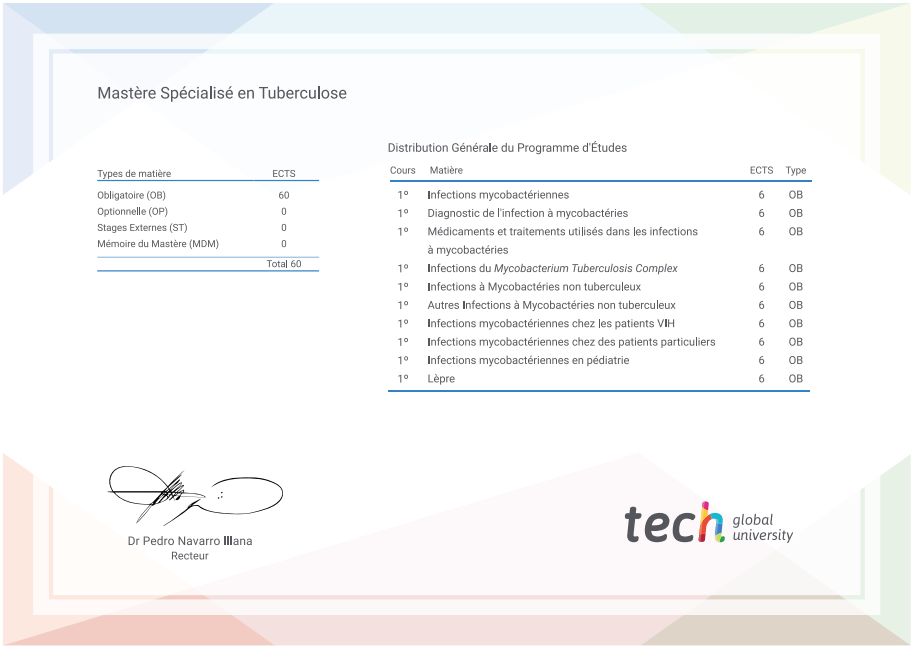 Mastère Spécialisé en Tuberculose
Types de matière ECTS
Obligatoire (OB) 60
Optionnelle (OP) 0
Stages Externes (ST) 0
Mémoire du Mastère (MDM) 0
Total 60
Distribution Générale du Programme d'Études
Cours Matière ECTS Type
1º Infections mycobactériennes 6 OB
1º Diagnostic de l'infection à mycobactéries 6 OB
1º Médicaments et traitements utilisés dans les infections 6 OB
à mycobactéries
1º Infections du Mycobacterium Tuberculosis Complex 6 OB
1º Infections à Mycobactéries non tuberculeux 6 OB
1º Autres Infections à Mycobactéries non tuberculeux 6 OB
1º Infections mycobactériennes chez les patients VIH 6 OB
1º Infections mycobactériennes chez des patients particuliers 6 OB
1º Infections mycobactériennes en pédiatrie 6 OB
1º Lèpre 6 OB
Dr Pedro Navarro Illana
Recteur
tech global
university